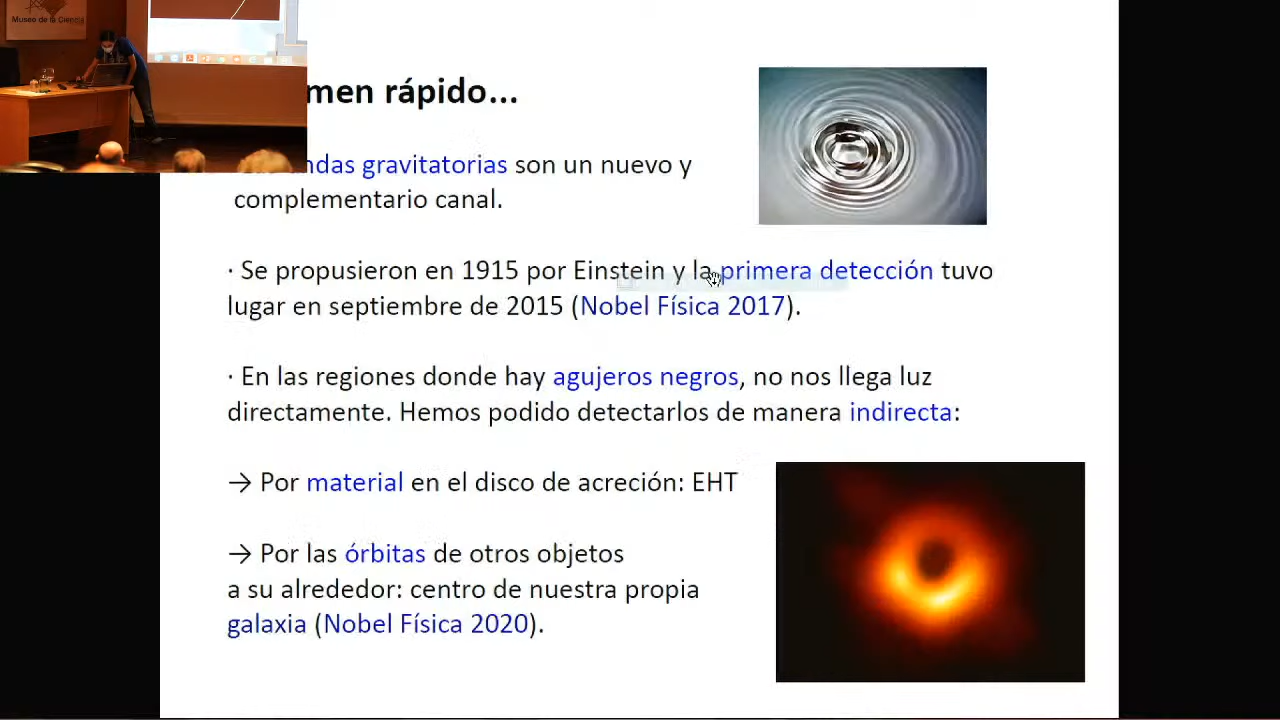 Museo de la Ciencia
men rápido...
ndas gravitatorias son un nuevo y
complementario canal.
· Se propusieron en 1915 por Einstein y la primera detección tuvo
lugar en septiembre de 2015 (Nobel Física 2017).
· En las regiones donde hay agujeros negros, no nos llega luz
directamente. Hemos podido detectarlos de manera indirecta:
→ Por material en el disco de acreción: EHT
→ Por las órbitas de otros objetos
a su alrededor: centro de nuestra propia
galaxia (Nobel Física 2020).